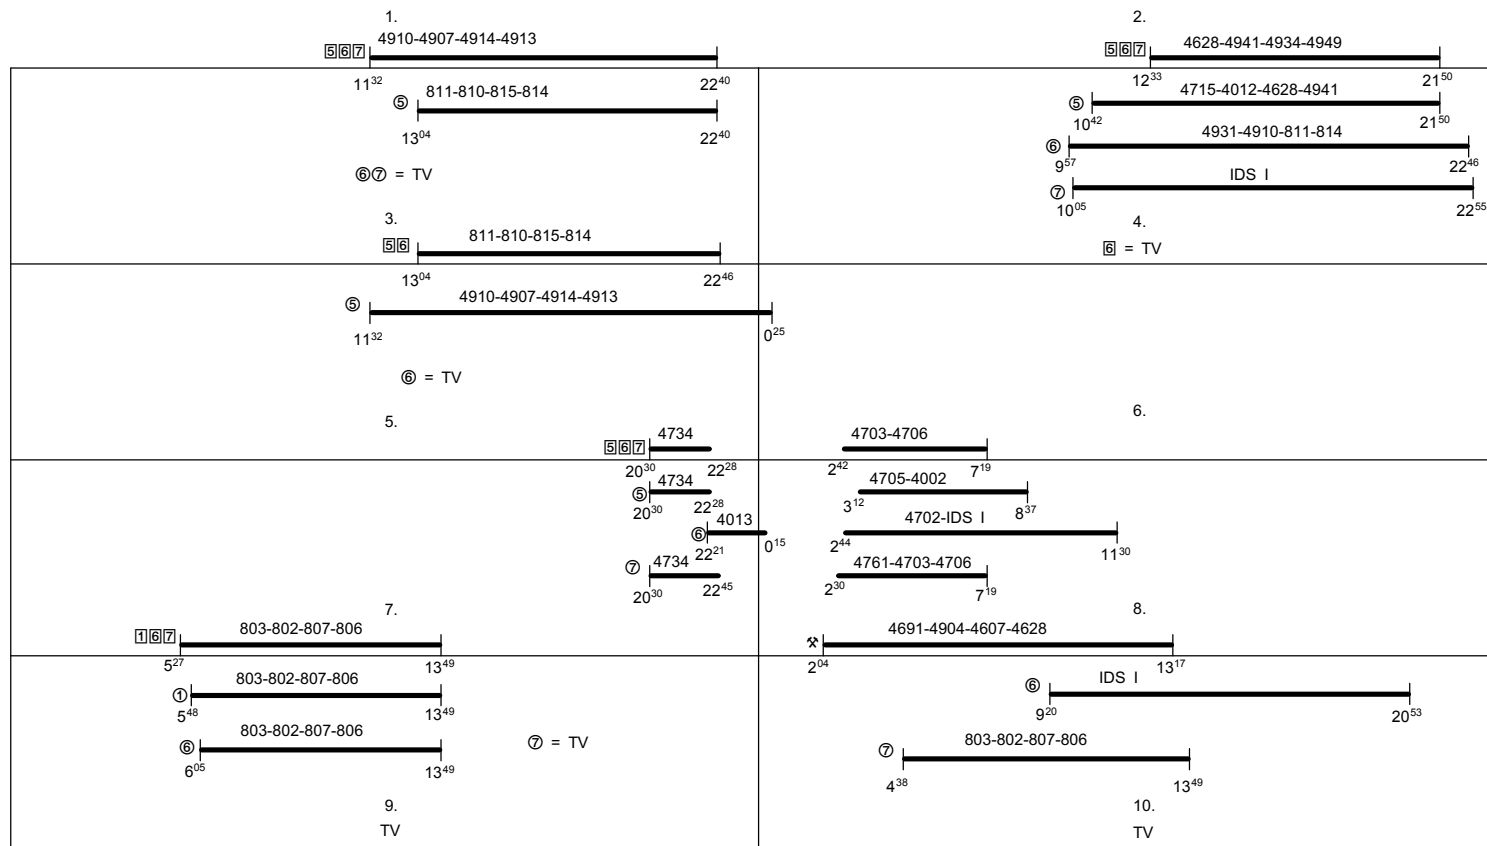 1.
2.
5 6 7 4910-4907-4914-4913
5 6 7 4628-4941-4934-4949
11³² 22⁴⁰
12³³ 21⁵⁰
⑤ 811-810-815-814
⑤ 4715-4012-4628-4941
13⁰⁴ 22⁴⁰
10⁴² 21⁵⁰
⑥ 4931-4910-811-814
9⁵⁷ 22⁴⁶
⑥⑦ = TV
⑦ IDS I
10⁰⁵ 22⁵⁵
3.
4.
5 6 811-810-815-814
6 = TV
13⁰⁴ 22⁴⁶
⑤ 4910-4907-4914-4913
11³² 0²⁵
⑥ = TV
5.
6.
5 6 7 4734 4703-4706
20³⁰ 22²⁸ 2⁴² 7¹⁹
⑤ 4734 4705-4002
20³⁰ 22²⁸ 3¹² 8³⁷
⑥ 4013 4702-IDS I
22²¹ 0¹⁵ 2⁴⁴ 11³⁰
⑦ 4734 4761-4703-4706
20³⁰ 22⁴⁵ 2³⁰ 7¹⁹
7.
8.
1 6 7 803-802-807-806
⚒ 4691-4904-4607-4628
5²⁷ 13⁴⁹
2⁰⁴ 13¹⁷
① 803-802-807-806
⑥ IDS I
5⁴⁸ 13⁴⁹
9²⁰ 20⁵³
⑥ 803-802-807-806
⑦ = TV
⑦ 803-802-807-806
6⁰⁵ 13⁴⁹
4³⁸ 13⁴⁹
9.
10.
TV
TV